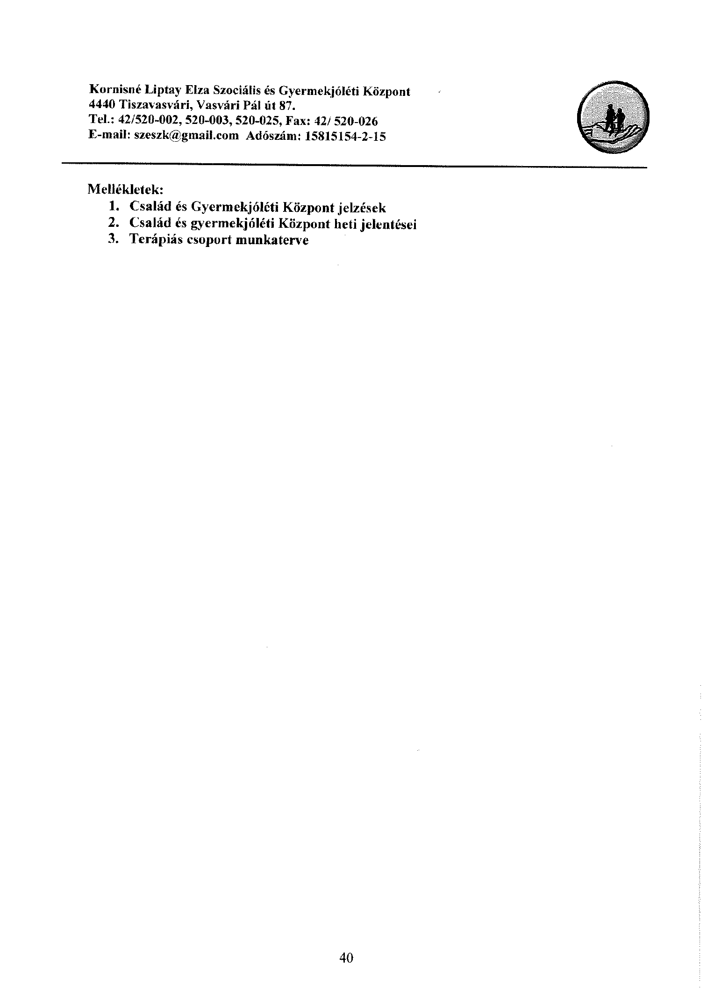 Kornisné Liptay Elza Szociális és Gyermekjóléti Központ
4440 Tiszavasvári, Vasvári Pál út 87.
Tel.: 42/520-002, 520-003, 520-025, Fax: 42/ 520-026
E-mail: szeszk@gmail.com Adószám: 15815154-2-15
Mellékletek:
1. Család és Gyermekjóléti Központ jelzések
2. Család és gyermekjóléti Központ heti jelentései
3. Terápiás csoport munkaterve
40